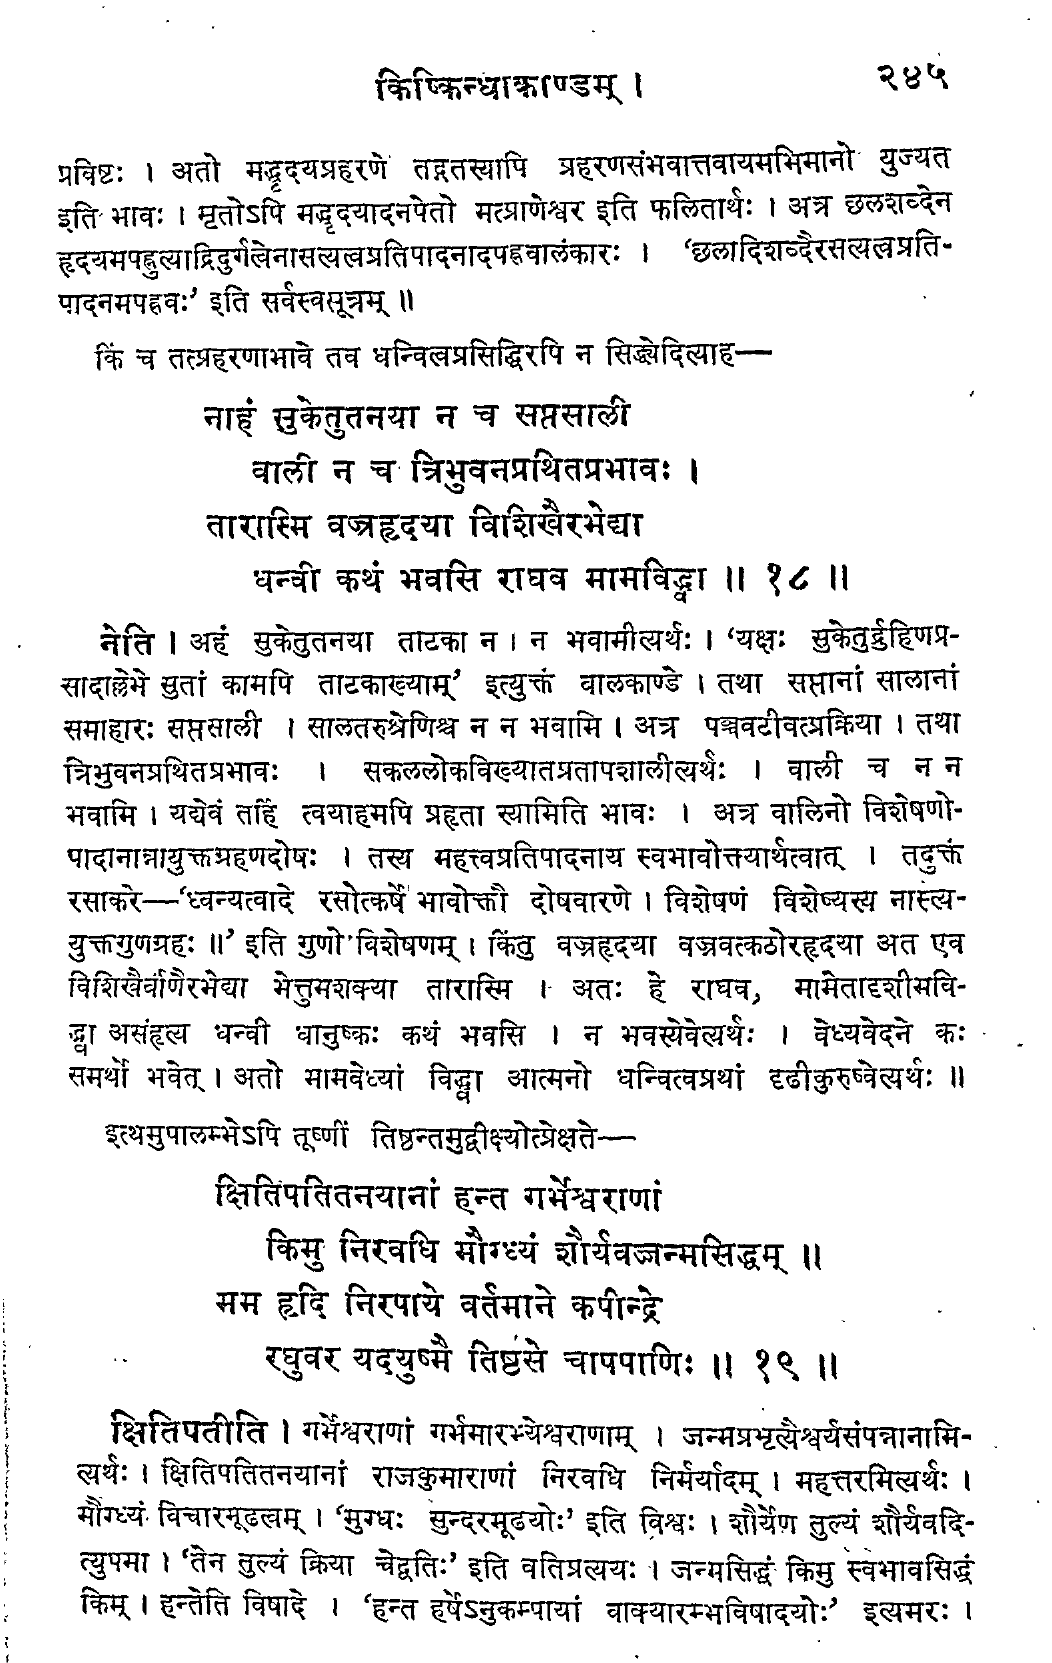 किष्किन्धाकाण्डम् ।
२४५
प्रविष्टः । अतो मद्धृदयप्रहरणे तद्गतस्यापि प्रहरणसंभवात्तवायमभिमानो युज्यत
इति भावः । मृतोऽपि मद्धृदयादनपेतो मत्प्राणेश्वर इति फलितार्थः । अत्र छलशब्देन
हृदयमपह्नुत्याद्रिदुर्गत्वेनासत्यत्वप्रतिपादनादपह्नवालंकारः । 'छलादिशब्दैरसत्यत्वप्रति-
पादनमपह्नवः' इति सर्वस्वसूत्रम् ॥
किं च तत्प्रहरणाभावे तव धन्वित्वप्रसिद्धिरपि न सिद्ध्येदित्याह—
नाहं सुकेतुतनया न च सप्तसाली
वाली न च त्रिभुवनप्रथितप्रभावः ।
तारास्मि वज्रहृदया विशिखैरभेद्या
धन्वी कथं भवसि राघव मामविद्ध्वा ॥ १८ ॥
नेति । अहं सुकेतुतनया ताटका न । न भवामीत्यर्थः । 'यक्षः सुकेतुर्द्रुहिणप्र-
सादाल्लेभे सुतां कामपि ताटकाख्याम्' इत्युक्तं बालकाण्डे । तथा सप्तानां सालानां
समाहारः सप्तसाली । सालतरुश्रेणिश्च न न भवामि । अत्र पञ्चवटीवत्प्रक्रिया । तथा
त्रिभुवनप्रथितप्रभावः । सकललोकविख्यातप्रतापशालीत्यर्थः । वाली च न न
भवामि । यद्येवं तर्हि त्वयाहमपि प्रहृता स्यामिति भावः । अत्र वालिनो विशेषणो-
पादानान्नायुक्तग्रहणदोषः । तस्य महत्त्वप्रतिपादनाय स्वभावोत्तयार्थत्वात् । तदुक्तं
रसाकरे—'ध्वन्यत्वादे रसोत्कर्षे भावोक्तौ दोषवारणे । विशेषणं विशेष्यस्य नास्त्य-
युक्तगुणग्रहः ॥' इति गुणो विशेषणम् । किंतु वज्रहृदया वज्रवत्कठोरहृदया अत एव
विशिखैर्बाणैरभेद्या भेत्तुमशक्या तारास्मि । अतः हे राघव, मामेतादृशीमवि-
द्ध्वा असंहृत्य धन्वी धानुष्कः कथं भवसि । न भवस्येवेत्यर्थः । वेध्यवेदने कः
समर्थो भवेत् । अतो मामवेध्यां विद्ध्वा आत्मनो धन्वित्वप्रथां दृढीकुरुष्वेत्यर्थः ॥
इत्थमुपालम्भेऽपि तूष्णीं तिष्ठन्तमुद्वीक्ष्योत्प्रेक्षते—
क्षितिपतितनयानां हन्त गर्भेश्वराणां
किमु निरवधि मौग्ध्यं शौर्यवज्जन्मसिद्धम् ॥
मम हृदि निरपाये वर्तमाने कपीन्द्रे
रघुवर यदयुष्मै तिष्ठसे चापपाणिः ॥ १९ ॥
क्षितिपतीति । गर्भेश्वराणां गर्भमारभ्येश्वराणाम् । जन्मप्रभृत्यैश्वर्यसंपन्नानामि-
त्यर्थः । क्षितिपतितनयानां राजकुमाराणां निरवधि निर्मर्यादम् । महत्तरमित्यर्थः ।
मौग्ध्यं विचारमूढत्वम् । 'मुग्धः सुन्दरमूढयोः' इति विश्वः । शौर्येण तुल्यं शौर्यवदि-
त्युपमा । 'तेन तुल्यं क्रिया चेद्वतिः' इति वतिप्रत्ययः । जन्मसिद्धं किमु स्वभावसिद्धं
किम् । हन्तेति विषादे । 'हन्त हर्षेऽनुकम्पायां वाक्यारम्भविषादयोः' इत्यमरः ।